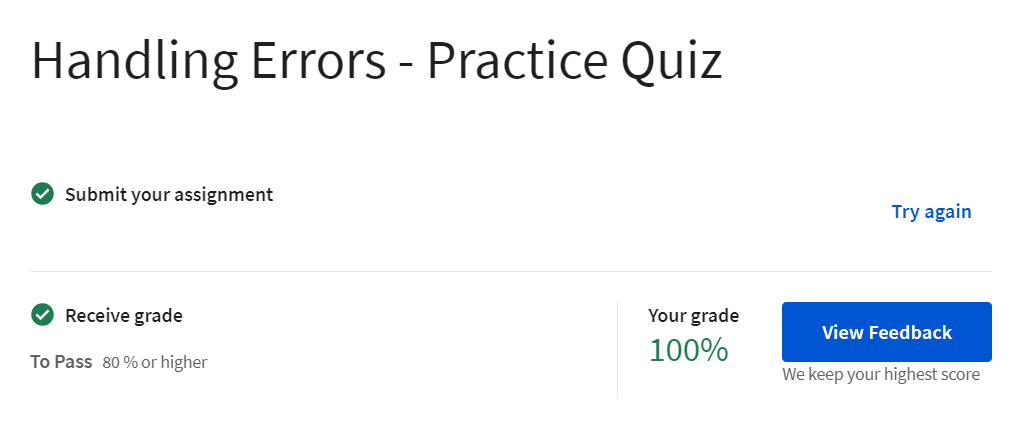 Handling Errors - Practice Quiz
Submit your assignment
Try again
Receive grade
To Pass 80 % or higher
Your grade
100%
View Feedback
We keep your highest score